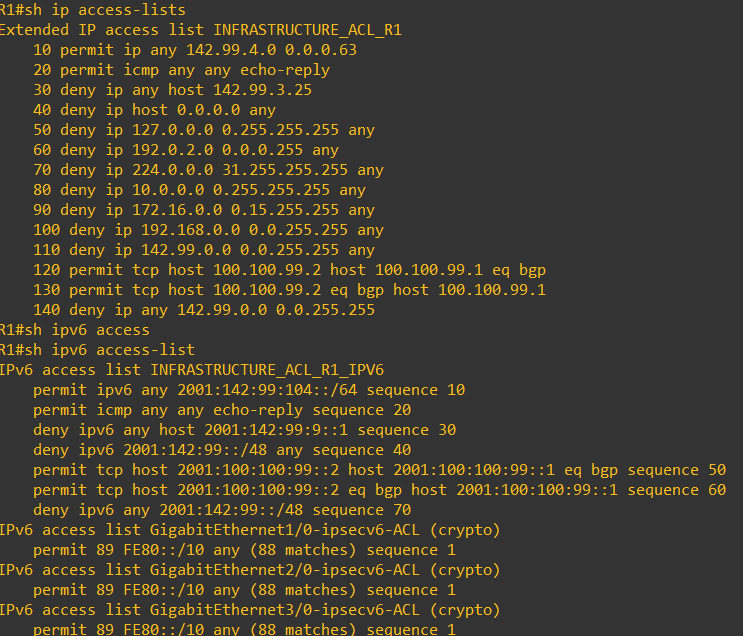 R1#sh ip access-lists
Extended IP access list INFRASTRUCTURE_ACL_R1
    10 permit ip any 142.99.4.0 0.0.0.63
    20 permit icmp any any echo-reply
    30 deny ip any host 142.99.3.25
    40 deny ip host 0.0.0.0 any
    50 deny ip 127.0.0.0 0.255.255.255 any
    60 deny ip 192.0.2.0 0.0.0.255 any
    70 deny ip 224.0.0.0 31.255.255.255 any
    80 deny ip 10.0.0.0 0.255.255.255 any
    90 deny ip 172.16.0.0 0.15.255.255 any
    100 deny ip 192.168.0.0 0.0.255.255 any
    110 deny ip 142.99.0.0 0.0.255.255 any
    120 permit tcp host 100.100.99.2 host 100.100.99.1 eq bgp
    130 permit tcp host 100.100.99.2 eq bgp host 100.100.99.1
    140 deny ip any 142.99.0.0 0.0.255.255
R1#sh ipv6 access
R1#sh ipv6 access-list
IPv6 access list INFRASTRUCTURE_ACL_R1_IPV6
    permit ipv6 any 2001:142:99:104::/64 sequence 10
    permit icmp any any echo-reply sequence 20
    deny ipv6 any host 2001:142:99:9::1 sequence 30
    deny ipv6 2001:142:99::/48 any sequence 40
    permit tcp host 2001:100:100:99::2 host 2001:100:100:99::1 eq bgp sequence 50
    permit tcp host 2001:100:100:99::2 eq bgp host 2001:100:100:99::1 sequence 60
    deny ipv6 any 2001:142:99::/48 sequence 70
IPv6 access list GigabitEthernet1/0-ipsecv6-ACL (crypto)
    permit 89 FE80::/10 any (88 matches) sequence 1
IPv6 access list GigabitEthernet2/0-ipsecv6-ACL (crypto)
    permit 89 FE80::/10 any (88 matches) sequence 1
IPv6 access list GigabitEthernet3/0-ipsecv6-ACL (crypto)
    permit 89 FE80::/10 any (88 matches) sequence 1